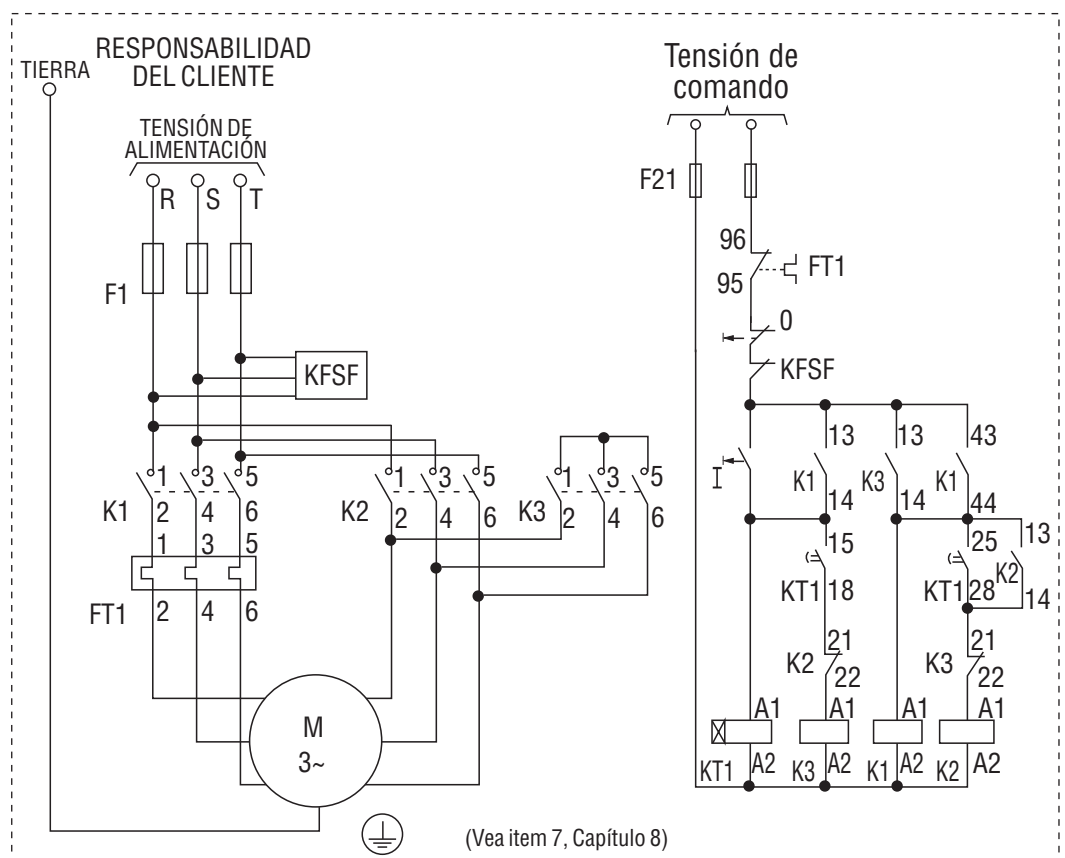 RESPONSABILIDAD
DEL CLIENTE
TIERRA
TENSIÓN DE
ALIMENTACIÓN
R S T
F1
KFSF
1 3 5
K1 2 4 6
1 3 5
FT1 2 4 6
1 3 5
K2 2 4 6
1 3 5
K3 2 4 6
M
3~
(Vea item 7, Capítulo 8)
Tensión de
comando
F21
96
95
FT1
0
KFSF
I
13 13 43
K1 K3 K1
14 14 44
15 25 13
KT1 18 KT1 28 K2 14
21 21
K2 22 K3 22
A1 A1 A1 A1
KT1 A2 K3 A2 K1 A2 K2 A2